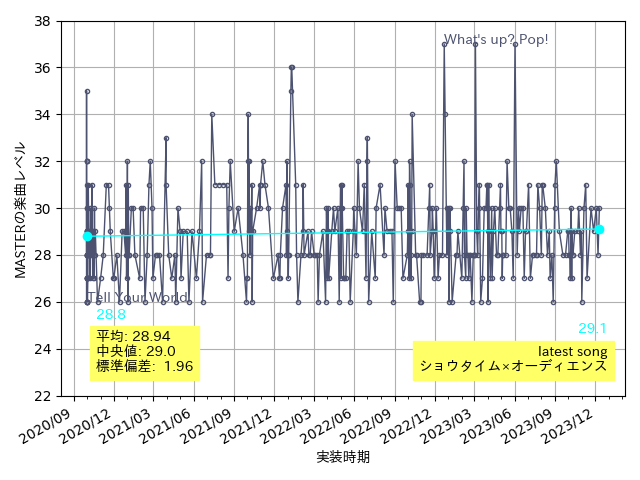 38
36
34
32
30
28
26
24
22
MASTERの楽曲レベル
What's up? Pop!
Tell Your World
28.8
29.1
平均: 28.94
中央値: 29.0
標準偏差: 1.96
latest song
ショウタイム×オーディエンス
2020/09
2020/12
2021/03
2021/06
2021/09
2021/12
2022/03
2022/06
2022/09
2022/12
2023/03
2023/06
2023/09
2023/12
実装時期